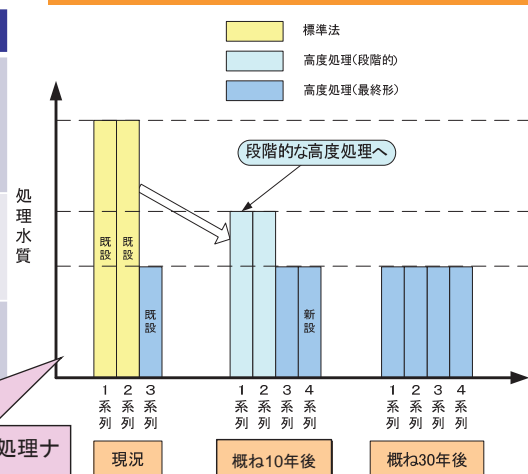 標準法
高度処理(段階的)
高度処理(最終形)
段階的な高度処理へ
処理水質
既設
既設
既設
新設
1系列
2系列
3系列
1系列
2系列
3系列
4系列
1系列
2系列
3系列
4系列
現況
概ね10年後
概ね30年後
処理ナ